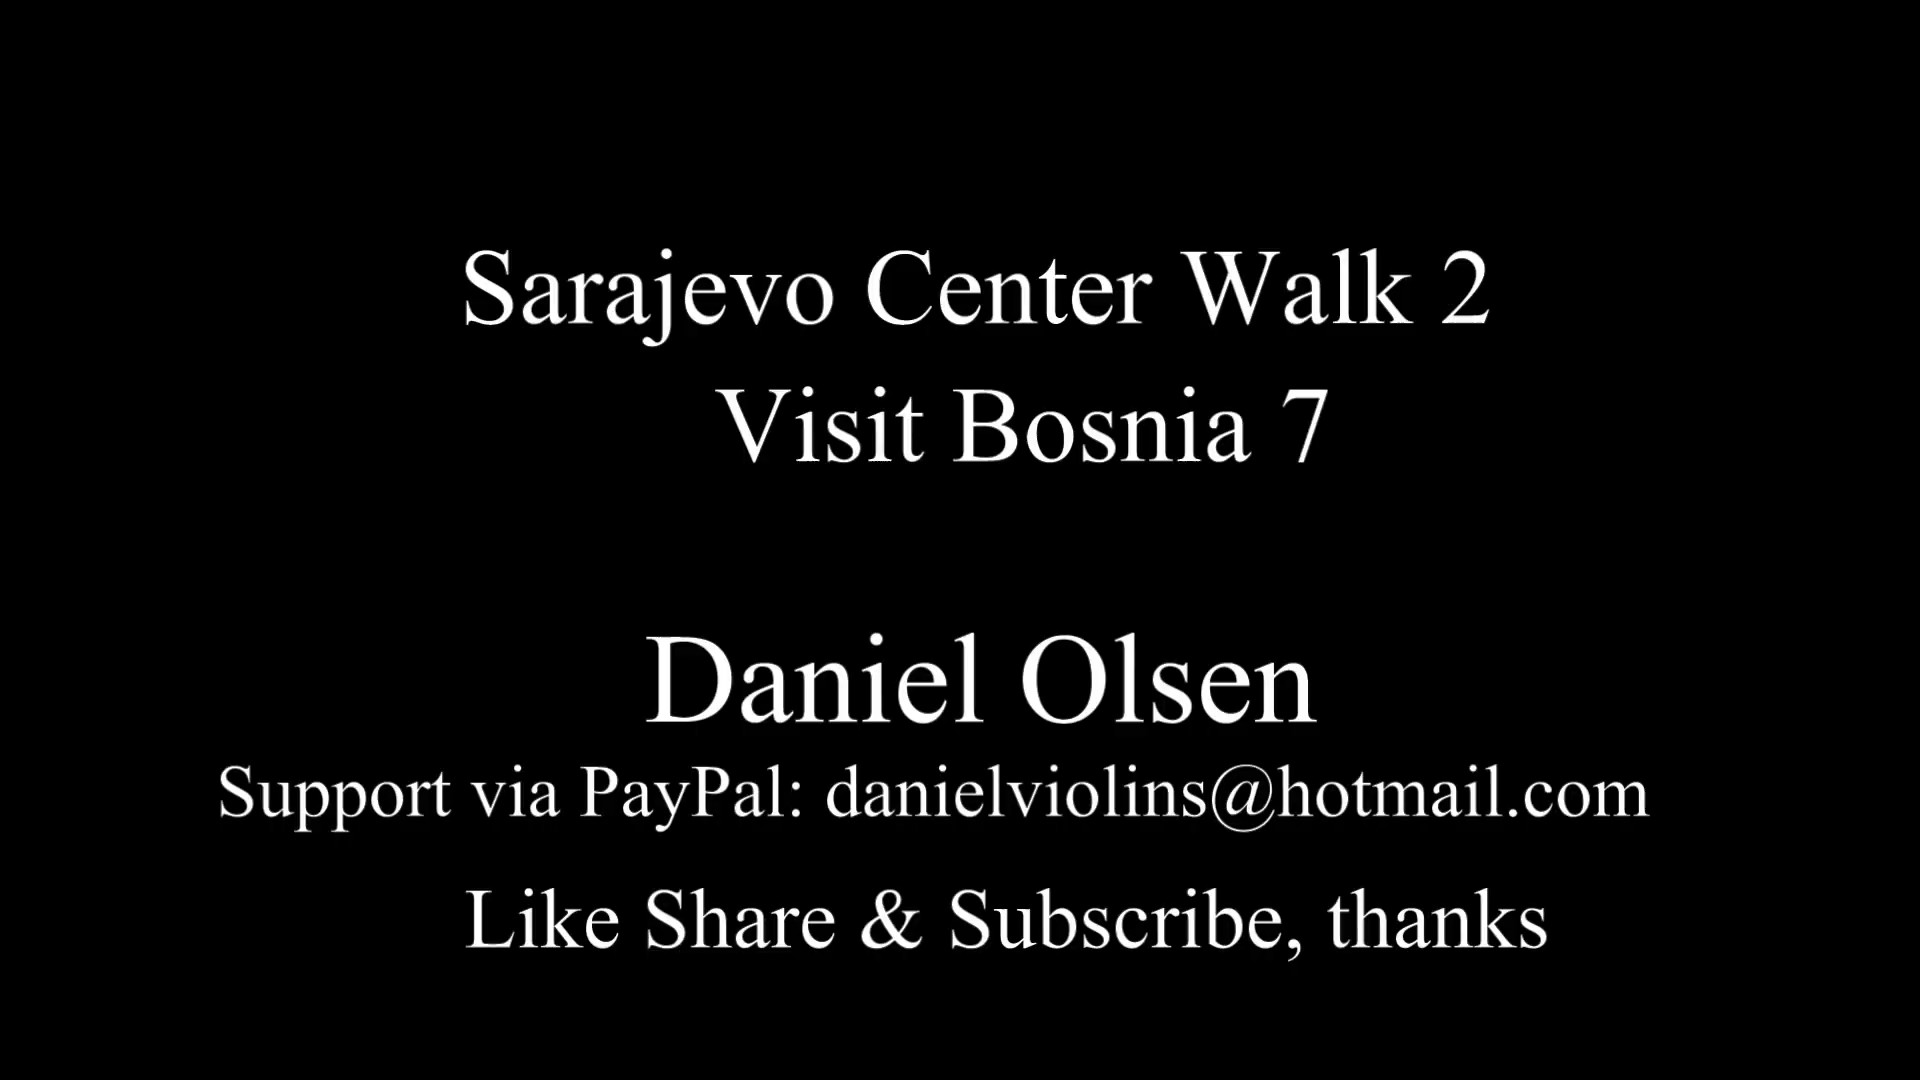 Sarajevo Center Walk 2
Visit Bosnia 7
Daniel Olsen
Support via PayPal: danielviolins@hotmail.com
Like Share & Subscribe, thanks